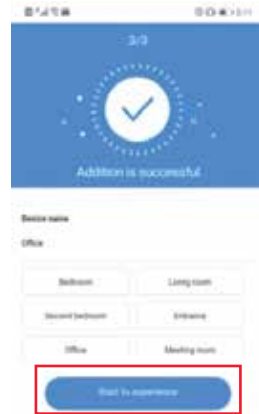 3/3
Addition is successful
Device name
Office
Bedroom
Living room
Second bedroom
Entrance
Office
Meeting room
Start to experience